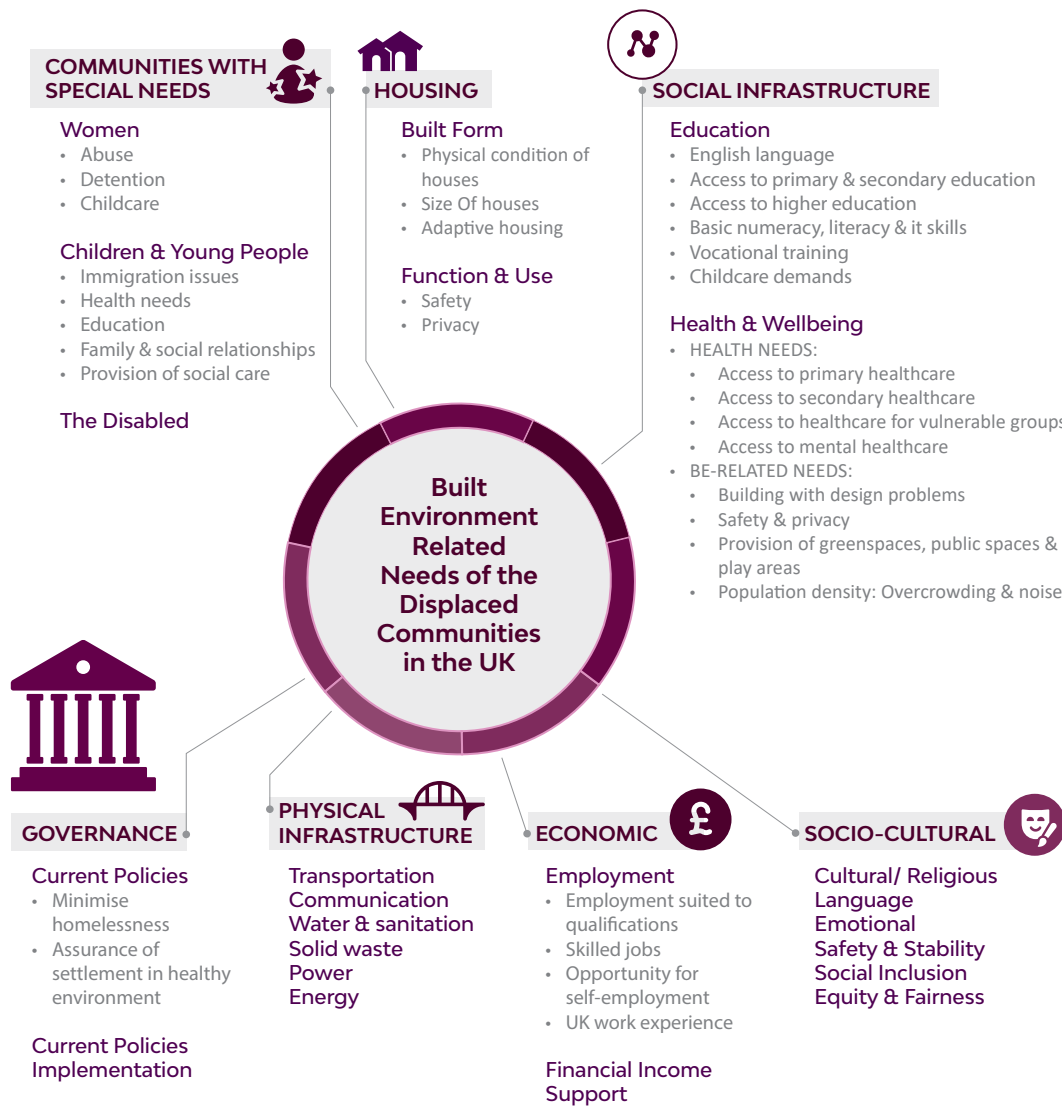 COMMUNITIES WITH
SPECIAL NEEDS
Women
• Abuse
• Detention
• Childcare
Children & Young People
• Immigration issues
• Health needs
• Education
• Family & social relationships
• Provision of social care
The Disabled
HOUSING
Built Form
• Physical condition of
houses
• Size Of houses
• Adaptive housing
Function & Use
• Safety
• Privacy
SOCIAL INFRASTRUCTURE
Education
• English language
• Access to primary & secondary education
• Access to higher education
• Basic numeracy, literacy & it skills
• Vocational training
• Childcare demands
Health & Wellbeing
• HEALTH NEEDS:
• Access to primary healthcare
• Access to secondary healthcare
• Access to healthcare for vulnerable groups
• Access to mental healthcare
• BE-RELATED NEEDS:
• Building with design problems
• Safety & privacy
• Provision of greenspaces, public spaces &
play areas
• Population density: Overcrowding & noise
Built
Environment
Related
Needs of the
Displaced
Communities
in the UK
GOVERNANCE
Current Policies
• Minimise
homelessness
• Assurance of
settlement in healthy
environment
Current Policies
Implementation
PHYSICAL
INFRASTRUCTURE
Transportation
Communication
Water & sanitation
Solid waste
Power
Energy
ECONOMIC
£
Employment
• Employment suited to
qualifications
• Skilled jobs
• Opportunity for
self-employment
• UK work experience
Financial Income
Support
SOCIO-CULTURAL
Cultural/ Religious
Language
Emotional
Safety & Stability
Social Inclusion
Equity & Fairness